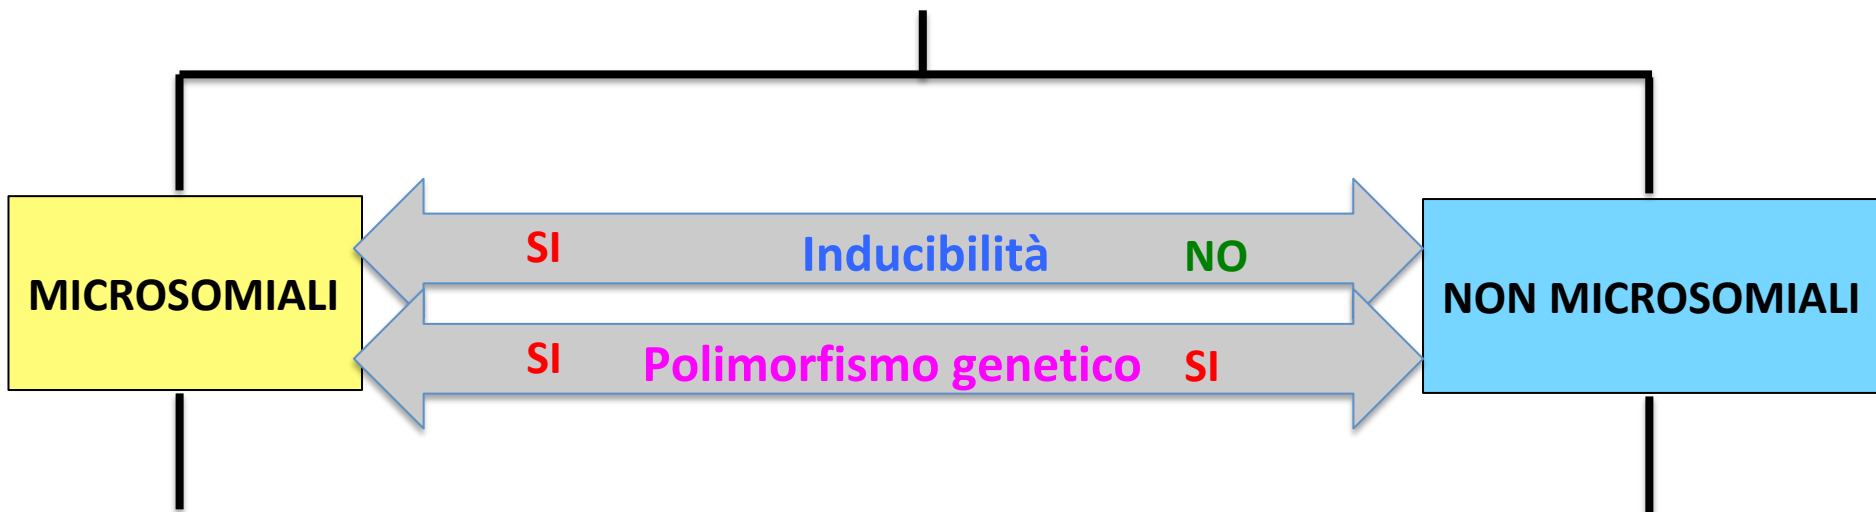 MICROSOMIALI
SI Inducibilità NO
SI Polimorfismo genetico SI
NON MICROSOMIALI